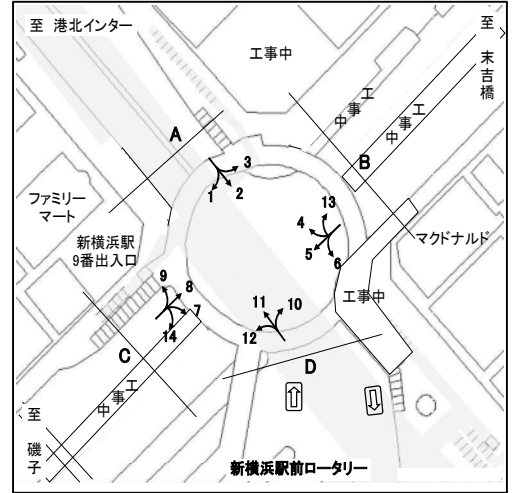 至 港北インター
工事中
至 末吉橋
工事中
工事中
A
B
3
1
2
ファミリー
マート
13
4
5
6
マクドナルド
新横浜駅
9番出入口
9
8
7
14
11
10
12
工事中
C
D
工事中
至 磯子
新横浜駅前ロータリー